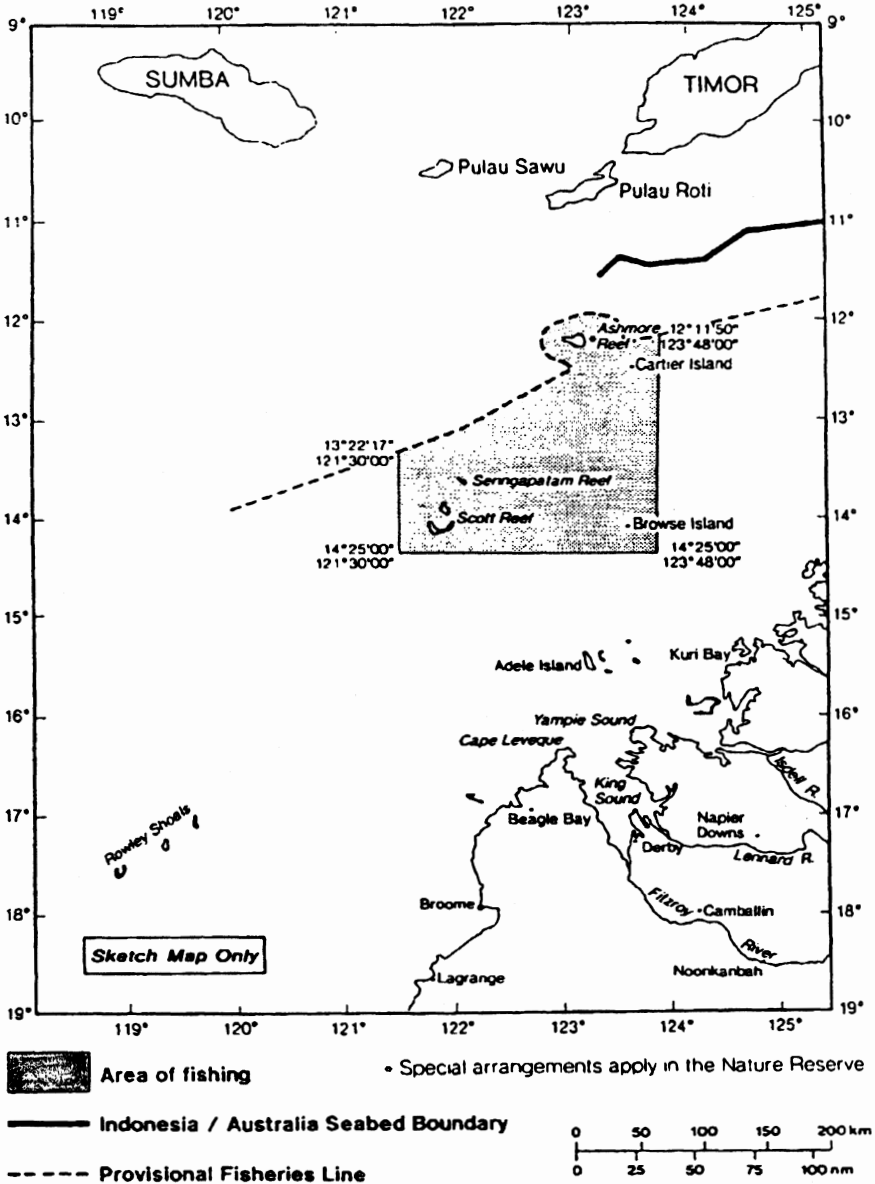 119° 120° 121° 122° 123° 124° 125°
9° 9°
SUMBA
TIMOR
10° 10°
Pulau Sawu
Pulau Roti
11° 11°
12° 12°
Ashmore 12°11'50"
Reef 123°48'00"
Cartier Island
13° 13°
13°22'17"
121°30'00"
Senngapatam Reef
Scott Reef
Browse Island
14° 14°
14°25'00" 14°25'00"
121°30'00" 123°48'00"
15° 15°
Adele Island
Kuri Bay
16° 16°
Yampie Sound
Cape Leveque
Isdell R.
King
Sound
17° 17°
Rowley Shoals
Beagle Bay
Napier
Downs
Derby
Lennard R.
18° 18°
Broome
Fitzroy
Camballin
River
Sketch Map Only
Noonkanbah
Lagrange
19° 19°
119° 120° 121° 122° 123° 124° 125°
Area of fishing
• Special arrangements apply in the Nature Reserve
Indonesia / Australia Seabed Boundary
0 50 100 150 200 km
0 25 50 75 100 nm
Provisional Fisheries Line